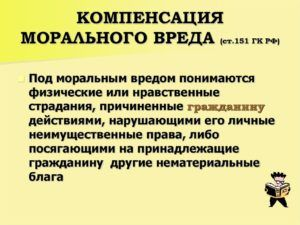 КОМПЕНСАЦИЯ
МОРАЛЬНОГО ВРЕДА (ст.151 ГК РФ)
Под моральным вредом понимаются
физические или нравственные
страдания, причиненные гражданину
действиями, нарушающими его личные
неимущественные права, либо
посягающими на принадлежащие
гражданину другие нематериальные
блага